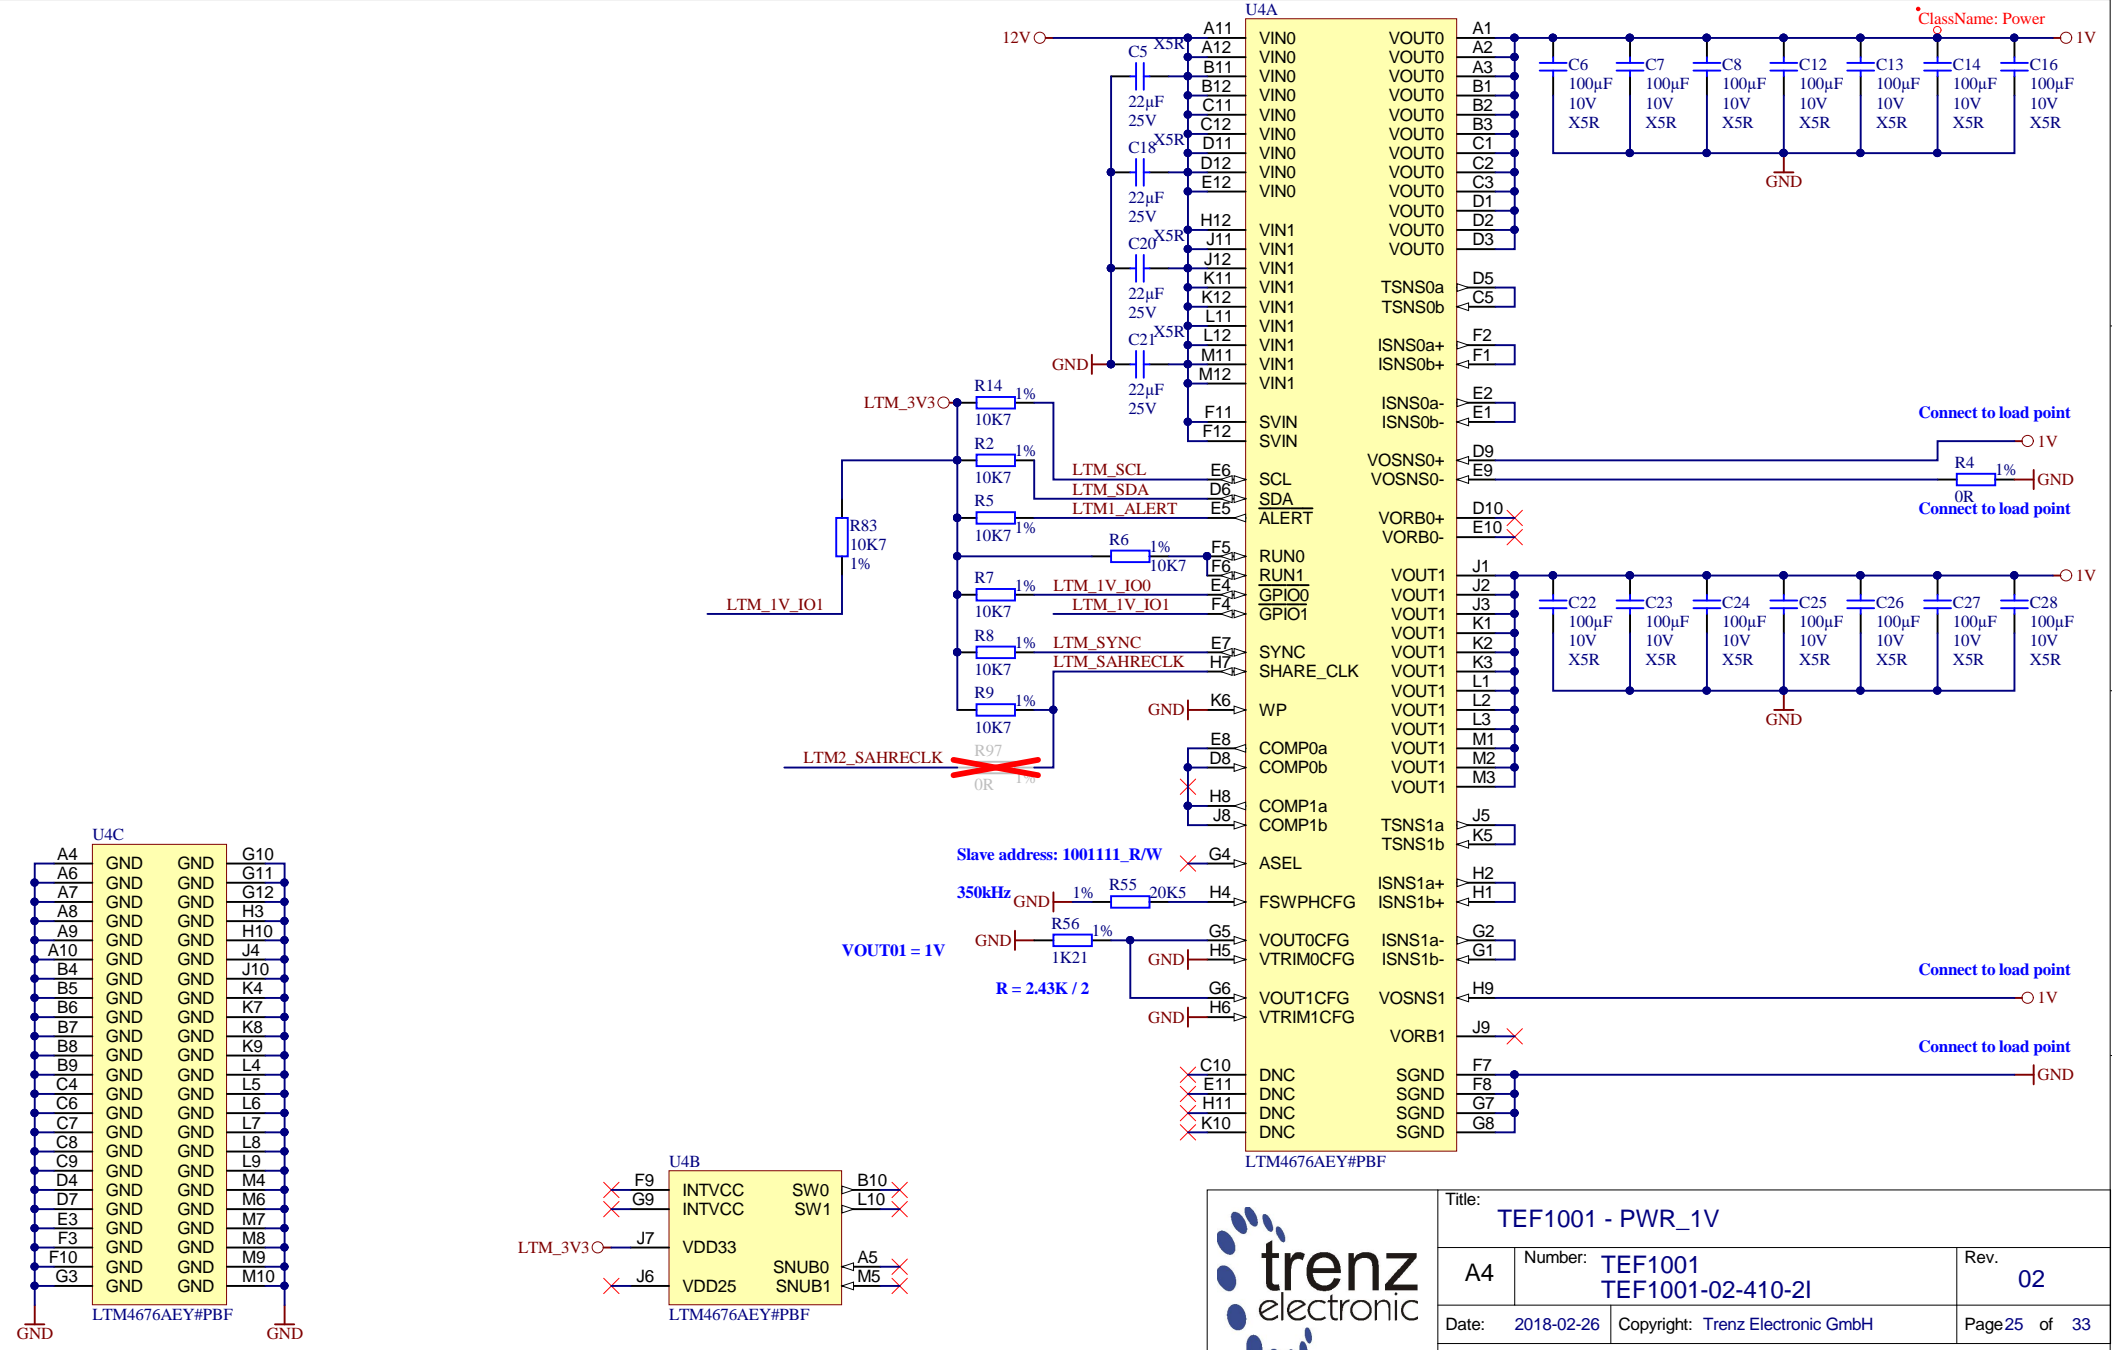 U4A
ClassName: Power
12V
1V
A11 VIN0 VOUT0 A1
A12 VIN0 VOUT0 A2
B11 VIN0 VOUT0 A3
B12 VIN0 VOUT0 B1
C11 VIN0 VOUT0 B2
C12 VIN0 VOUT0 B3
D11 VIN0 VOUT0 C1
D12 VIN0 VOUT0 C2
E12 VIN0 VOUT0 C3
VOUT0 D1
H12 VIN1 VOUT0 D2
J11 VIN1 VOUT0 D3
J12 VIN1
K11 VIN1 TSNS0a D5
K12 VIN1 TSNS0b C5
L11 VIN1
L12 VIN1 ISNS0a+ F2
M11 VIN1 ISNS0b+ F1
M12 VIN1
ISNS0a- E2
F11 SVIN ISNS0b- E1
F12 SVIN
VOSNS0+ D9
E6 SCL VOSNS0- E9
D6 SDA
E5 ALERT VORB0+ D10
VORB0- E10
F5 RUN0
F6 RUN1 VOUT1 J1
E4 GPIO0 VOUT1 J2
F4 GPIO1 VOUT1 J3
VOUT1 K1
E7 SYNC VOUT1 K2
H7 SHARE_CLK VOUT1 K3
VOUT1 L1
K6 WP VOUT1 L2
VOUT1 L3
E8 COMP0a VOUT1 M1
D8 COMP0b VOUT1 M2
VOUT1 M3
H8 COMP1a
J8 COMP1b TSNS1a J5
TSNS1b K5
G4 ASEL
ISNS1a+ H2
H4 FSWPHCFG ISNS1b+ H1
G5 VOUT0CFG ISNS1a- G2
H5 VTRIM0CFG ISNS1b- G1
G6 VOUT1CFG VOSNS1 H9
H6 VTRIM1CFG
VORB1 J9
C10 DNC SGND F7
E11 DNC SGND F8
H11 DNC SGND G7
K10 DNC SGND G8
LTM4676AEY#PBF
C5 X5R
22µF
25V
C18 X5R
22µF
25V
C20 X5R
22µF
25V
C21 X5R
22µF
25V
GND
C6 C7 C8 C12 C13 C14 C16
100µF 100µF 100µF 100µF 100µF 100µF 100µF
10V 10V 10V 10V 10V 10V 10V
X5R X5R X5R X5R X5R X5R X5R
GND
Connect to load point
1V
R4 1% GND
0R
Connect to load point
1V
C22 C23 C24 C25 C26 C27 C28
100µF 100µF 100µF 100µF 100µF 100µF 100µF
10V 10V 10V 10V 10V 10V 10V
X5R X5R X5R X5R X5R X5R X5R
GND
Connect to load point
1V
Connect to load point
GND
LTM_3V3
R14 1%
10K7
R2 1%
10K7
LTM_SCL
LTM_SDA
R5 1%
10K7
LTM1_ALERT
R83
10K7
1%
R6 1%
10K7
R7 1% LTM_1V_IO0
10K7
LTM_1V_IO1
LTM_1V_IO1
R8 1% LTM_SYNC
10K7
LTM_SAHRECLK
R9 1%
10K7
GND
LTM2_SAHRECLK R97
0R 1%
Slave address: 1001111_R/W
350kHz GND 1% R55 20K5
GND R56 1%
1K21
GND
VOUT01 = 1V
R = 2.43K / 2
GND
U4C
A4 GND GND G10
A6 GND GND G11
A7 GND GND G12
A8 GND GND H3
A9 GND GND H10
A10 GND GND J4
B4 GND GND J10
B5 GND GND K4
B6 GND GND K7
B7 GND GND K8
B8 GND GND K9
B9 GND GND L4
C4 GND GND L5
C6 GND GND L6
C7 GND GND L7
C8 GND GND L8
C9 GND GND L9
D4 GND GND M4
D7 GND GND M6
E3 GND GND M7
F3 GND GND M8
F10 GND GND M9
G3 GND GND M10
LTM4676AEY#PBF
GND GND
U4B
F9 INTVCC SW0 B10
G9 INTVCC SW1 L10
LTM_3V3 J7 VDD33
SNUB0 A5
J6 VDD25 SNUB1 M5
LTM4676AEY#PBF
trenz
electronic
Title:
TEF1001 - PWR_1V
A4
Number: TEF1001
TEF1001-02-410-2I
Rev.
02
Date: 2018-02-26
Copyright: Trenz Electronic GmbH
Page 25 of 33